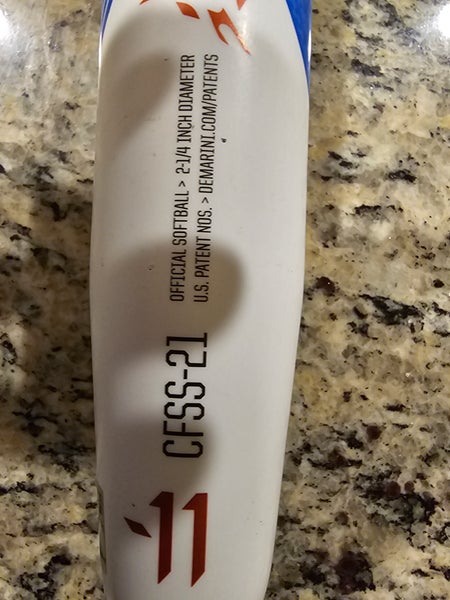 OFFICIAL SOFTBALL > 2-1/4 INCH DIAMETER
U.S. PATENT NOS. > DEMARINI.COM/PATENTS
CFSS-21
-11